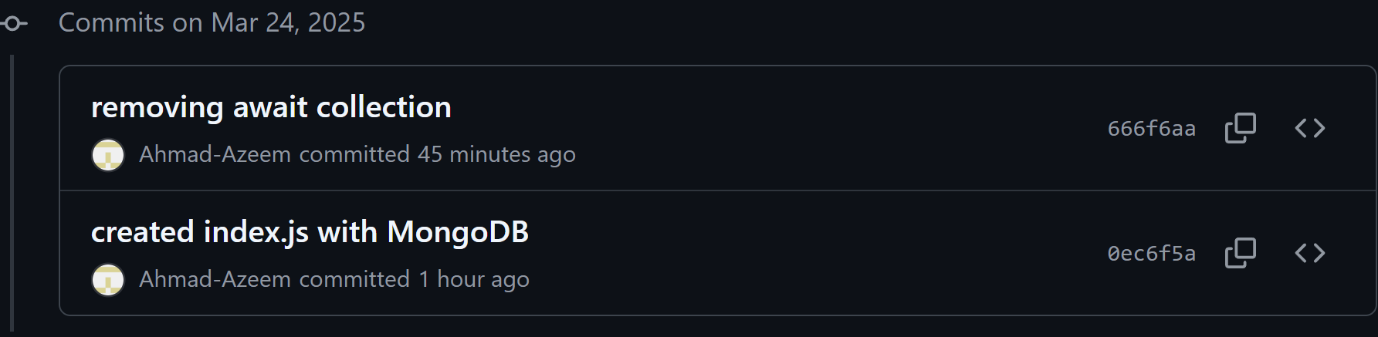 Commits on Mar 24, 2025
removing await collection
Ahmad-Azeem committed 45 minutes ago
666f6aa
created index.js with MongoDB
Ahmad-Azeem committed 1 hour ago
0ec6f5a